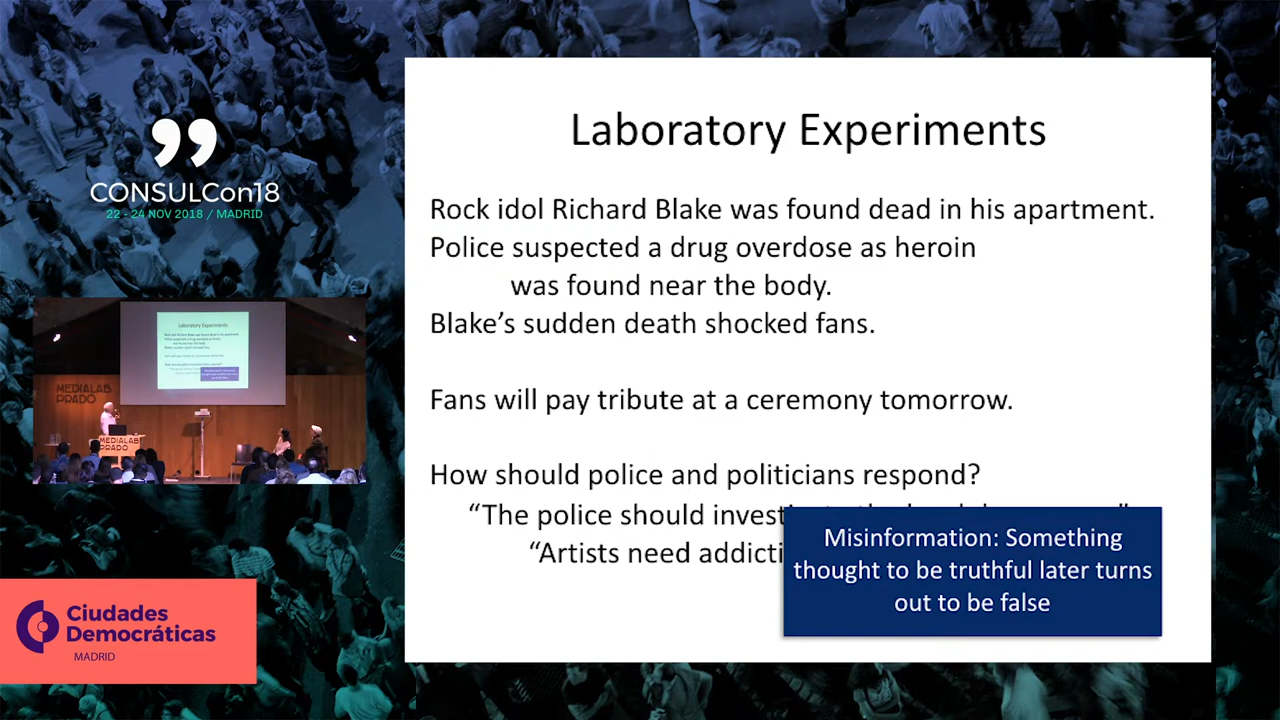 CONSULCon18
22 - 24 NOV 2018 / MADRID
MEDIALAB
PRADO
MEDIALAB
PRADO
Ciudades
Democráticas
MADRID
Laboratory Experiments
Rock idol Richard Blake was found dead in his apartment.
Police suspected a drug overdose as heroin
was found near the body.
Blake's sudden death shocked fans.
Fans will pay tribute at a ceremony tomorrow.
How should police and politicians respond?
“The police should
“Artists need
Misinformation: Something
thought to be truthful later turns
out to be false